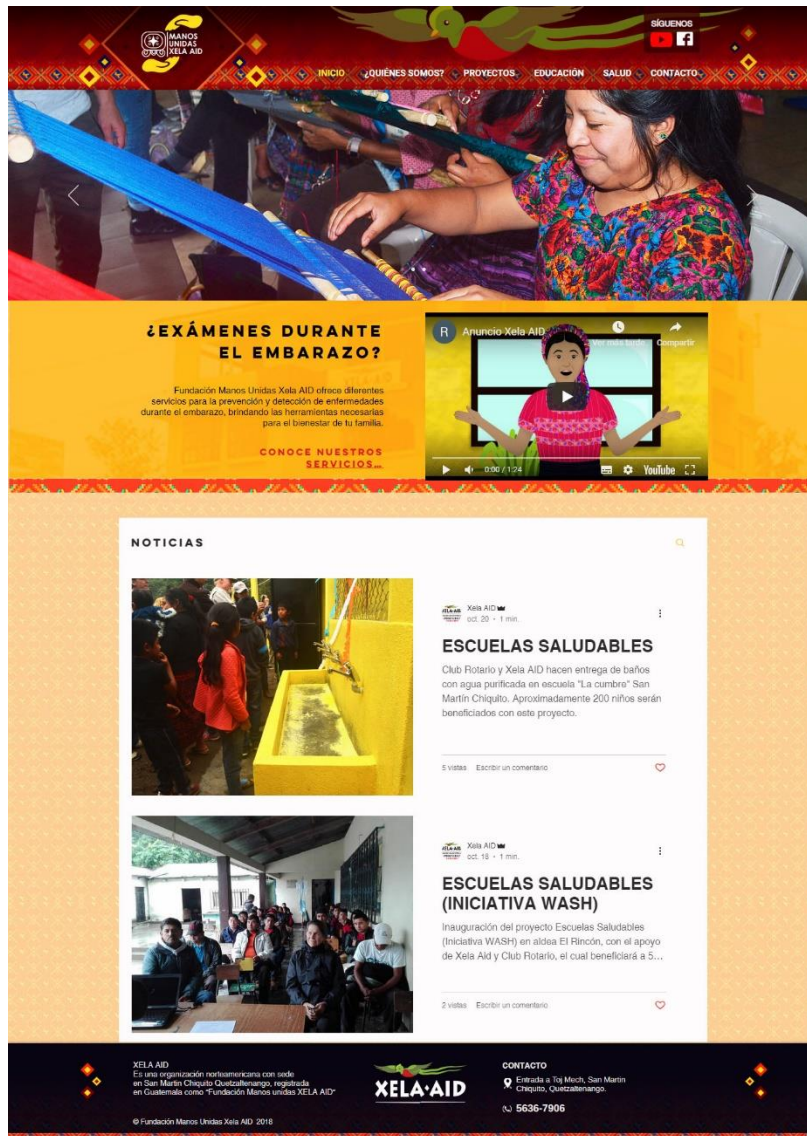 MANOS
UNIDAS
XELA AID
SÍGUENOS
INICIO ¿QUIÉNES SOMOS? PROYECTOS EDUCACIÓN SALUD CONTACTO
¿EXÁMENES DURANTE
EL EMBARAZO?
Fundación Manos Unidas Xela AID ofrece diferentes
servicios para la prevención y detección de enfermedades
durante el embarazo, brindando las herramientas necesarias
para el bienestar de tu familia.
CONOCE NUESTROS
SERVICIOS...
R Anuncio Xela AID
Ver más tarde Compartir
0:00 / 1:24 YouTube
NOTICIAS
Xela AID
oct. 20 • 1 min.
ESCUELAS SALUDABLES
Club Rotario y Xela AID hacen entrega de baños
con agua purificada en escuela "La cumbre" San
Martín Chiquito. Aproximadamente 200 niños serán
beneficiados con este proyecto.
5 vistas Escribir un comentario
Xela AID
oct. 18 • 1 min.
ESCUELAS SALUDABLES
(INICIATIVA WASH)
Inauguración del proyecto Escuelas Saludables
(Iniciativa WASH) en aldea El Rincón, con el apoyo
de Xela Aid y Club Rotario, el cual beneficiará a 5...
2 vistas Escribir un comentario
XELA AID
Es una organización norteamericana con sede
en San Martin Chiquito Quetzaltenango, registrada
en Guatemala como "Fundación Manos unidas XELA AID"
© Fundación Manos Unidas Xela AID 2018
XELA·AID
CONTACTO
Entrada a Toj Mech, San Martin
Chiquito, Quetzaltenango.
5636-7906